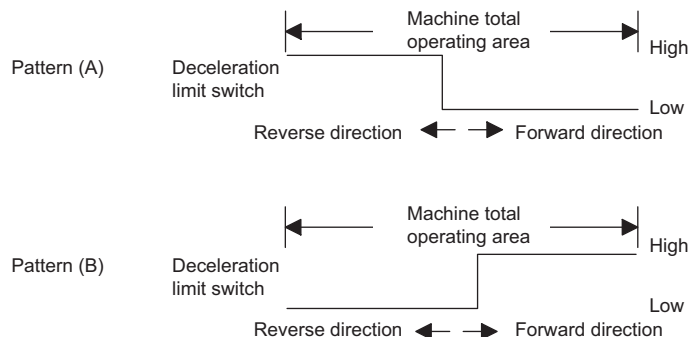 Machine total
operating area
High
Pattern (A)
Deceleration
limit switch
Low
Reverse direction
Forward direction
Machine total
operating area
High
Pattern (B)
Deceleration
limit switch
Low
Reverse direction
Forward direction